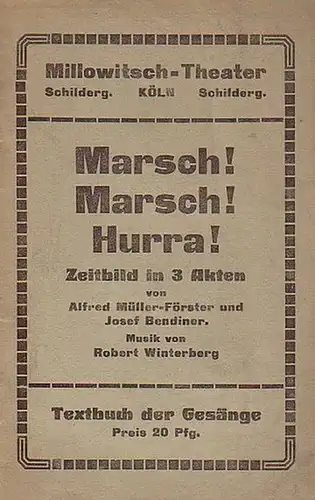 Millowitsch-Theater
Schilderg. KÖLN Schilderg.
Marsch!
Marsch!
Hurra!
Zeitbild in 3 Akten
von
Alfred Müller-Förster und
Josef Bendiner.
Musik von
Robert Winterberg
Textbuch der Gesänge
Preis 20 Pfg.